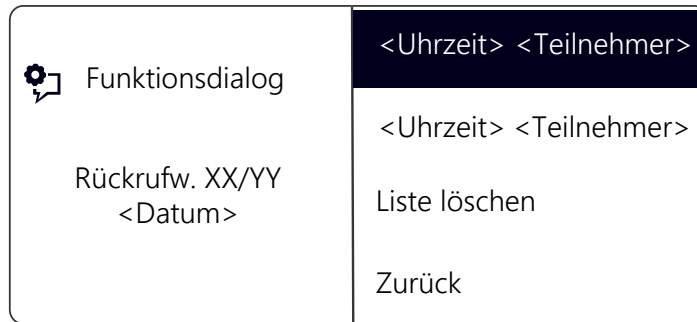 Funktionsdialog
Rückrufw. XX/YY
<Datum>
<Uhrzeit> <Teilnehmer>
<Uhrzeit> <Teilnehmer>
Liste löschen
Zurück